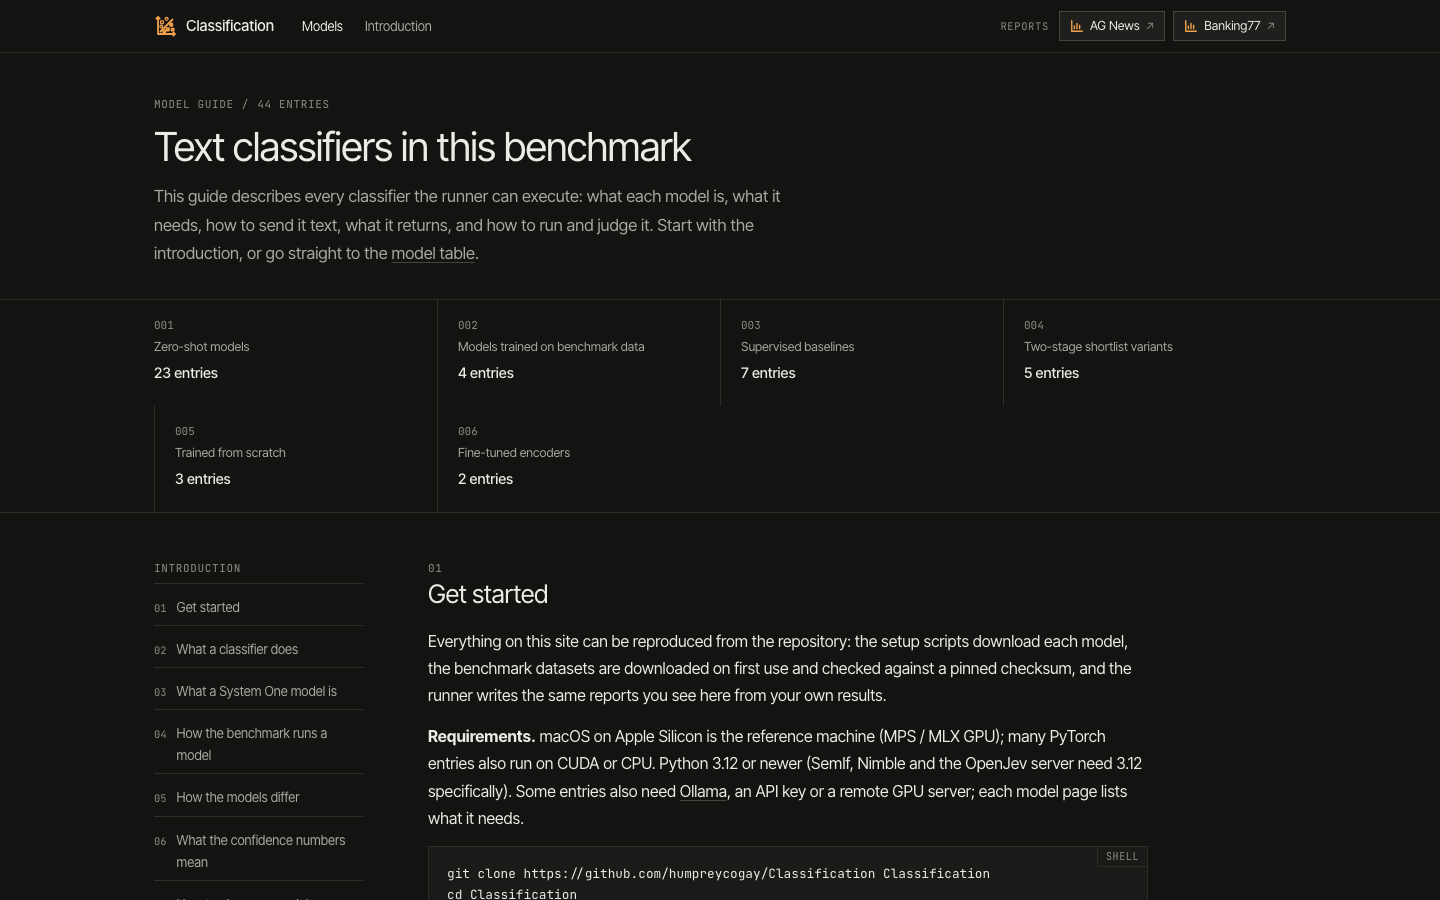 Classification
Models
Introduction
REPORTS
AG News ↗
Banking77 ↗
MODEL GUIDE / 44 ENTRIES
Text classifiers in this benchmark
This guide describes every classifier the runner can execute: what each model is, what it
needs, how to send it text, what it returns, and how to run and judge it. Start with the
introduction, or go straight to the model table.
001
Zero-shot models
23 entries
002
Models trained on benchmark data
4 entries
003
Supervised baselines
7 entries
004
Two-stage shortlist variants
5 entries
005
Trained from scratch
3 entries
006
Fine-tuned encoders
2 entries
INTRODUCTION
01 Get started
02 What a classifier does
03 What a System One model is
04 How the benchmark runs a
model
05 How the models differ
06 What the confidence numbers
mean
01
Get started
Everything on this site can be reproduced from the repository: the setup scripts download each model,
the benchmark datasets are downloaded on first use and checked against a pinned checksum, and the
runner writes the same reports you see here from your own results.
Requirements. macOS on Apple Silicon is the reference machine (MPS / MLX GPU); many PyTorch
entries also run on CUDA or CPU. Python 3.12 or newer (SemIf, Nimble and the OpenJev server need 3.12
specifically). Some entries also need Ollama, an API key or a remote GPU server; each model page lists
what it needs.
SHELL
git clone https://github.com/humpreycogay/Classification Classification
cd Classification